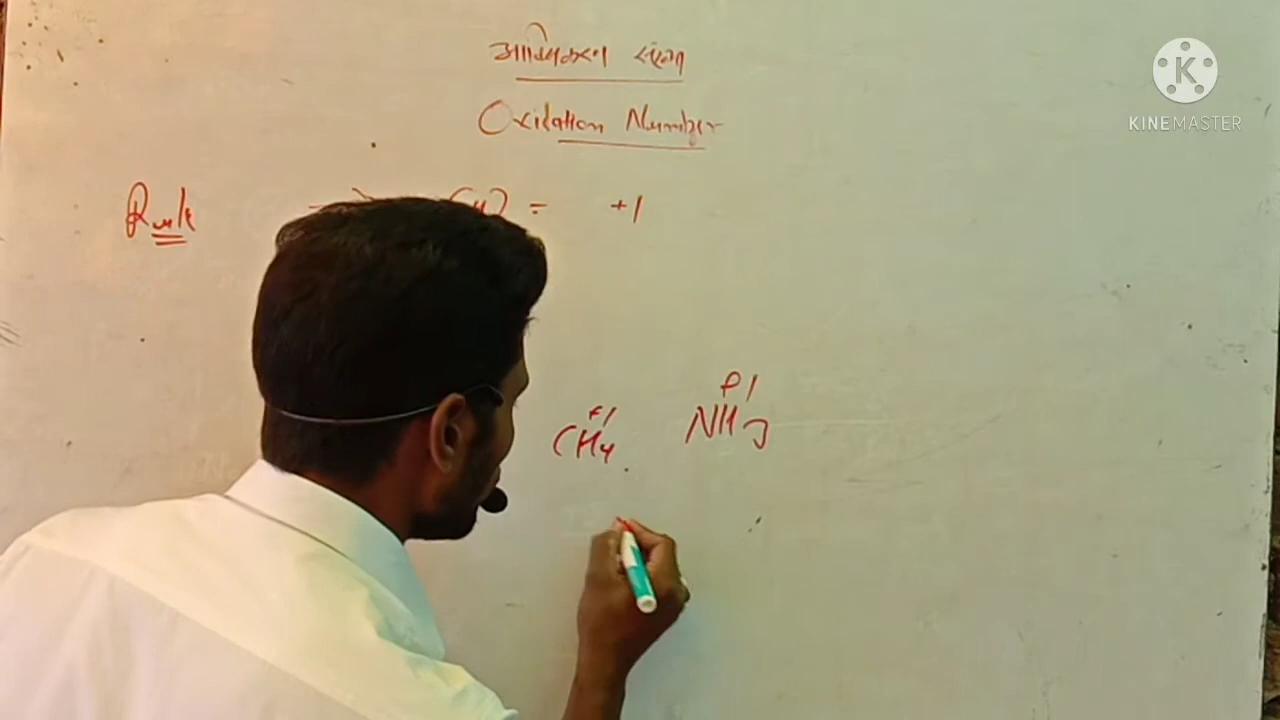 KINEMASTER
Oxidation Number
Rule (H) = +1
+1 +1
CH4 NH3